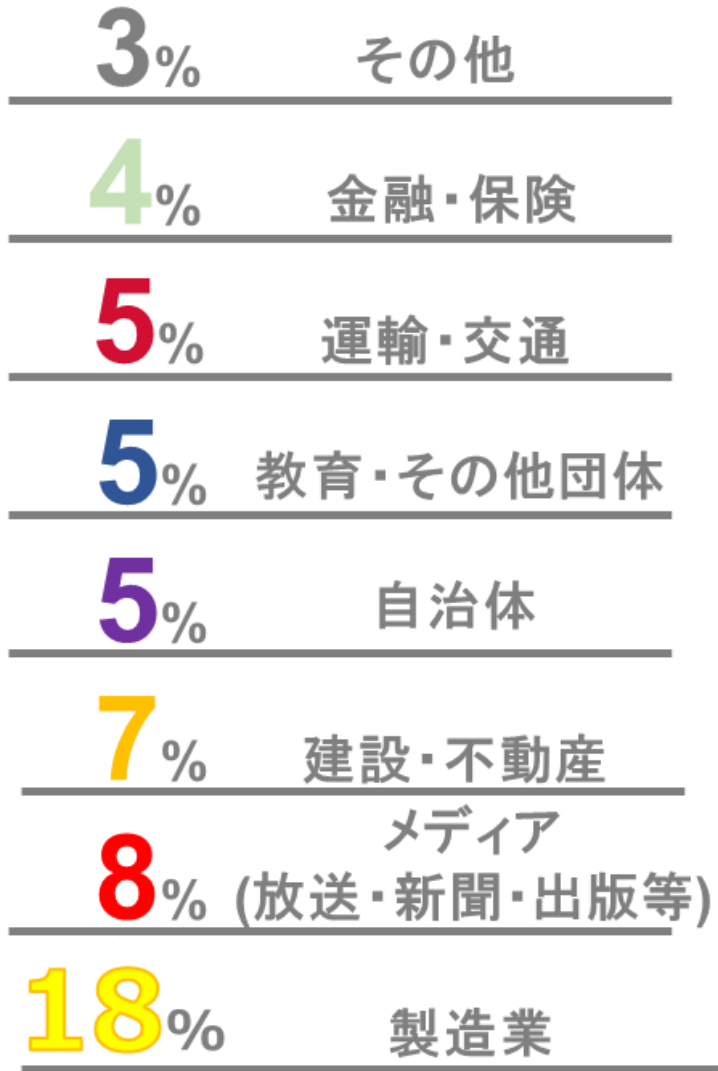 3% その他
4% 金融・保険
5% 運輸・交通
5% 教育・その他団体
5% 自治体
7% 建設・不動産
メディア
8% (放送・新聞・出版等)
18% 製造業